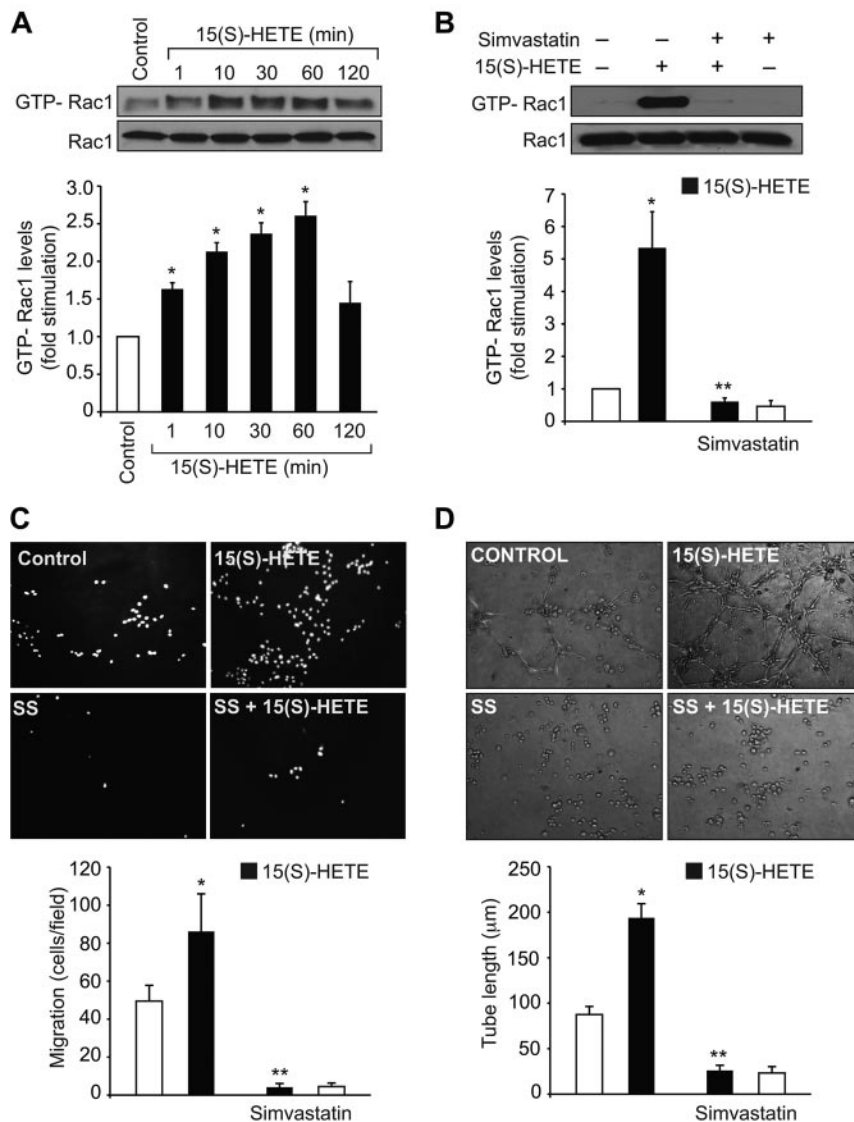 A
Control
15(S)-HETE (min)
1 10 30 60 120
GTP- Rac1
Rac1
GTP- Rac1 levels
(fold stimulation)
3.0
2.5
2.0
1.5
1.0
0.5
0
* * * *
Control
1 10 30 60 120
15(S)-HETE (min)
B
Simvastatin – – + +
15(S)-HETE – + + –
GTP- Rac1
Rac1
15(S)-HETE
GTP- Rac1 levels
(fold stimulation)
7
6
5
4
3
2
1
0
*
**
Simvastatin
C
Control
15(S)-HETE
SS
SS + 15(S)-HETE
15(S)-HETE
Migration (cells/field)
120
100
80
60
40
20
0
*
**
Simvastatin
D
CONTROL
15(S)-HETE
SS
SS + 15(S)-HETE
15(S)-HETE
Tube length (μm)
250
200
150
100
50
0
*
**
Simvastatin